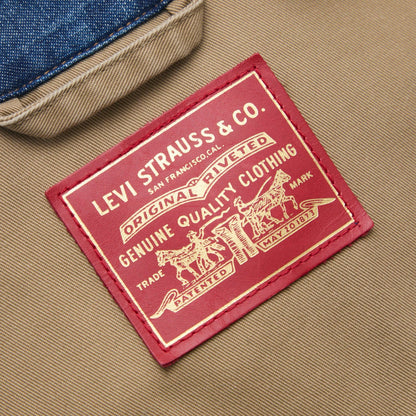 LEVI STRAUSS & CO.
SAN FRANCISCO, CAL.
ORIGINAL RIVETED
GENUINE QUALITY CLOTHING
TRADE MARK
PATENTED MAY 20 1873